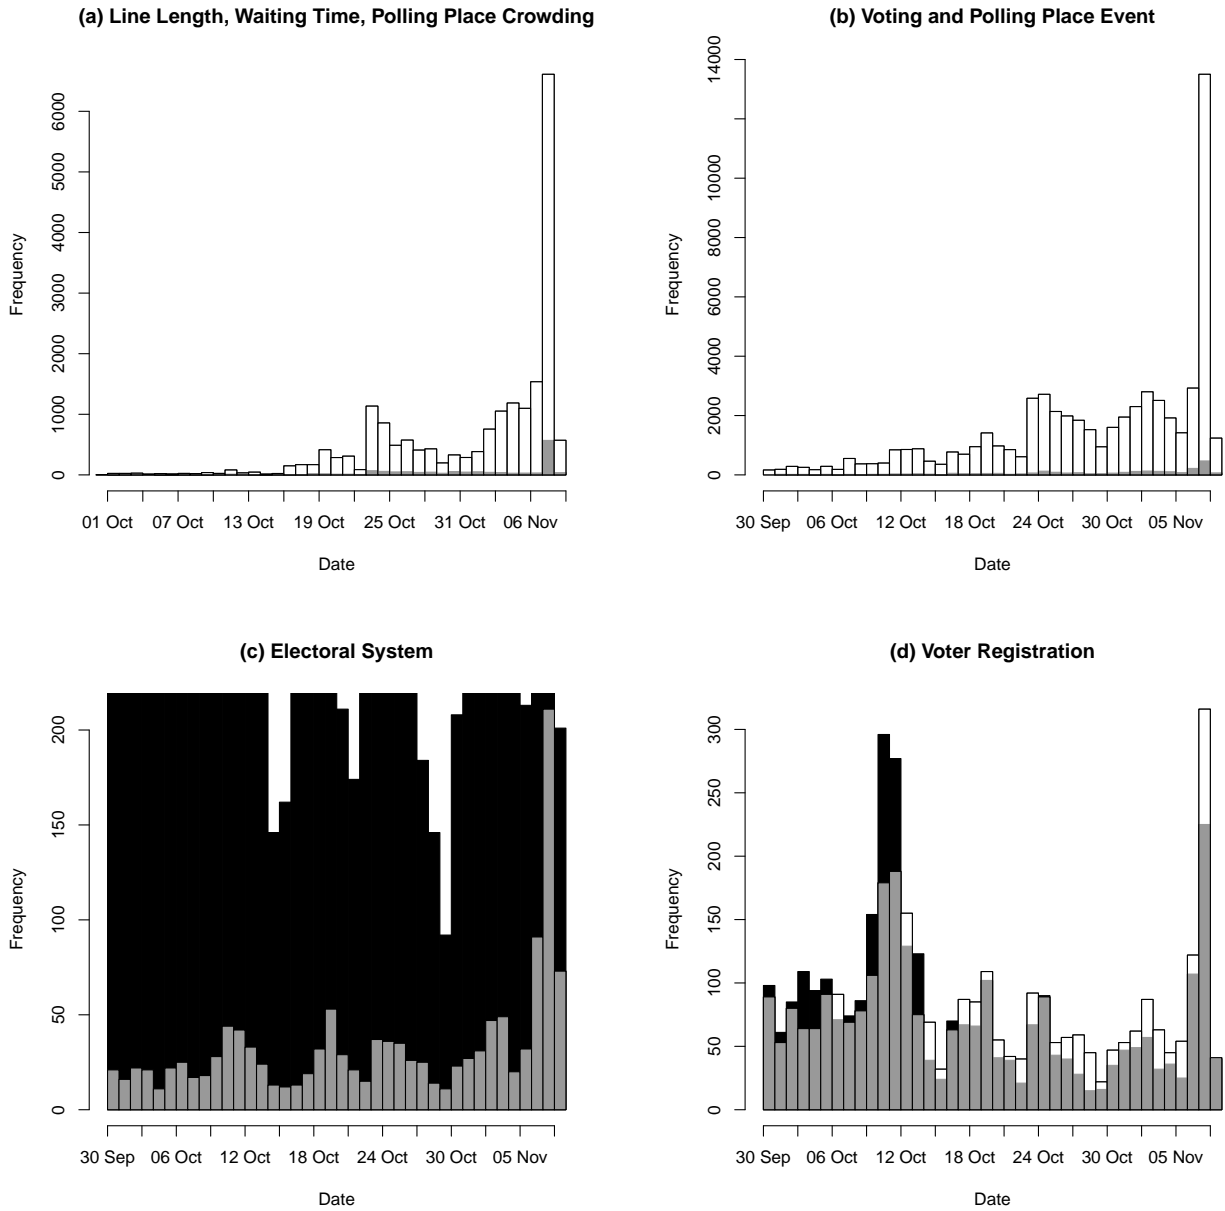 (a) Line Length, Waiting Time, Polling Place Crowding
Frequency
0
1000
2000
3000
4000
5000
6000
01 Oct 07 Oct 13 Oct 19 Oct 25 Oct 31 Oct 06 Nov
Date
(b) Voting and Polling Place Event
Frequency
0
2000
4000
6000
8000
10000
14000
30 Sep 06 Oct 12 Oct 18 Oct 24 Oct 30 Oct 05 Nov
Date
(c) Electoral System
Frequency
0
50
100
150
200
30 Sep 06 Oct 12 Oct 18 Oct 24 Oct 30 Oct 05 Nov
Date
(d) Voter Registration
Frequency
0
50
100
150
200
250
300
30 Sep 06 Oct 12 Oct 18 Oct 24 Oct 30 Oct 05 Nov
Date